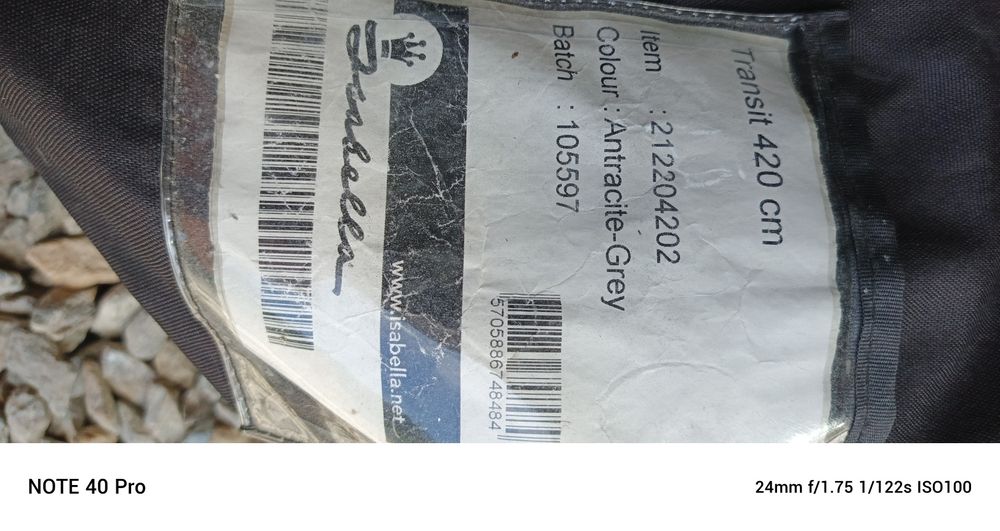 Transit 420 cm
Item : 212204202
Colour : Antracite-Grey
Batch : 105597
5705886748484
www.isabella.net
Isabella
NOTE 40 Pro
24mm f/1.75 1/122s ISO100